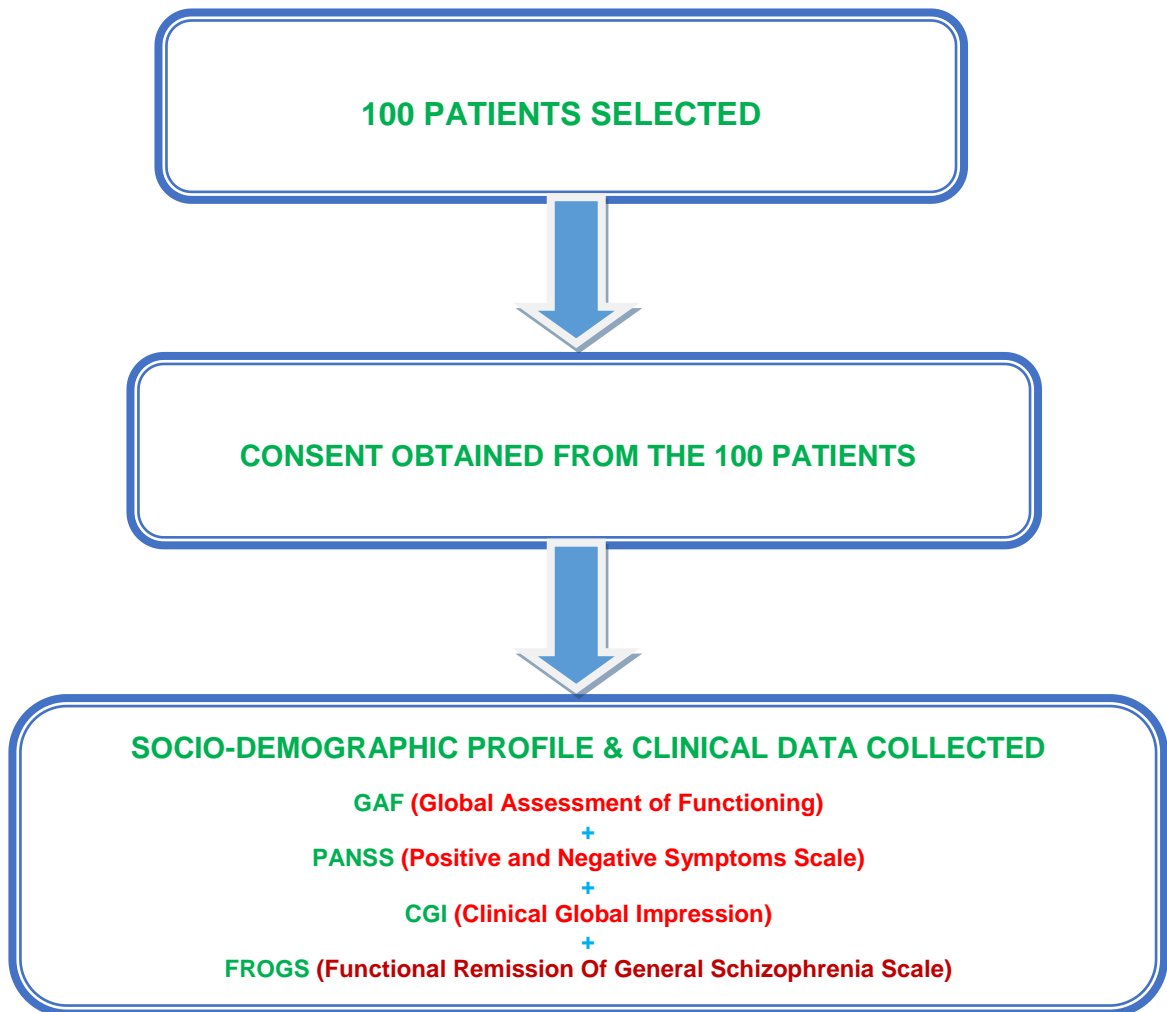 100 PATIENTS SELECTED
CONSENT OBTAINED FROM THE 100 PATIENTS
SOCIO-DEMOGRAPHIC PROFILE & CLINICAL DATA COLLECTED
GAF (Global Assessment of Functioning)
+
PANSS (Positive and Negative Symptoms Scale)
+
CGI (Clinical Global Impression)
+
FROGS (Functional Remission Of General Schizophrenia Scale)